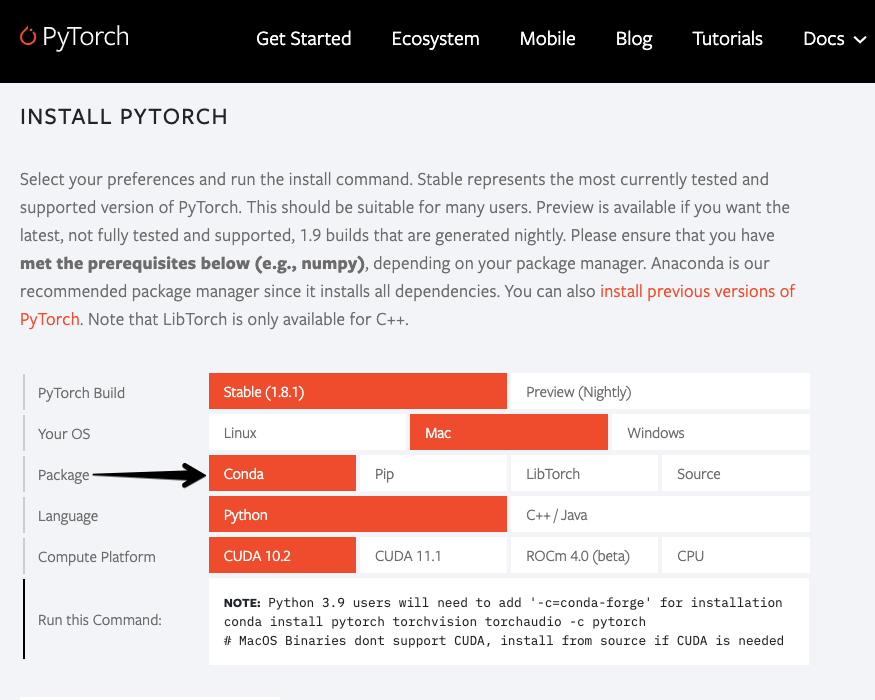 PyTorch Get Started Ecosystem Mobile Blog Tutorials Docs
INSTALL PYTORCH
Select your preferences and run the install command. Stable represents the most currently tested and
supported version of PyTorch. This should be suitable for many users. Preview is available if you want the
latest, not fully tested and supported, 1.9 builds that are generated nightly. Please ensure that you have
met the prerequisites below (e.g., numpy), depending on your package manager. Anaconda is our
recommended package manager since it installs all dependencies. You can also install previous versions of
PyTorch. Note that LibTorch is only available for C++.
PyTorch Build Stable (1.8.1) Preview (Nightly)
Your OS Linux Mac Windows
Package Conda Pip LibTorch Source
Language Python C++ / Java
Compute Platform CUDA 10.2 CUDA 11.1 ROCm 4.0 (beta) CPU
Run this Command:
NOTE: Python 3.9 users will need to add '-c=conda-forge' for installation
conda install pytorch torchvision torchaudio -c pytorch
# MacOS Binaries dont support CUDA, install from source if CUDA is needed